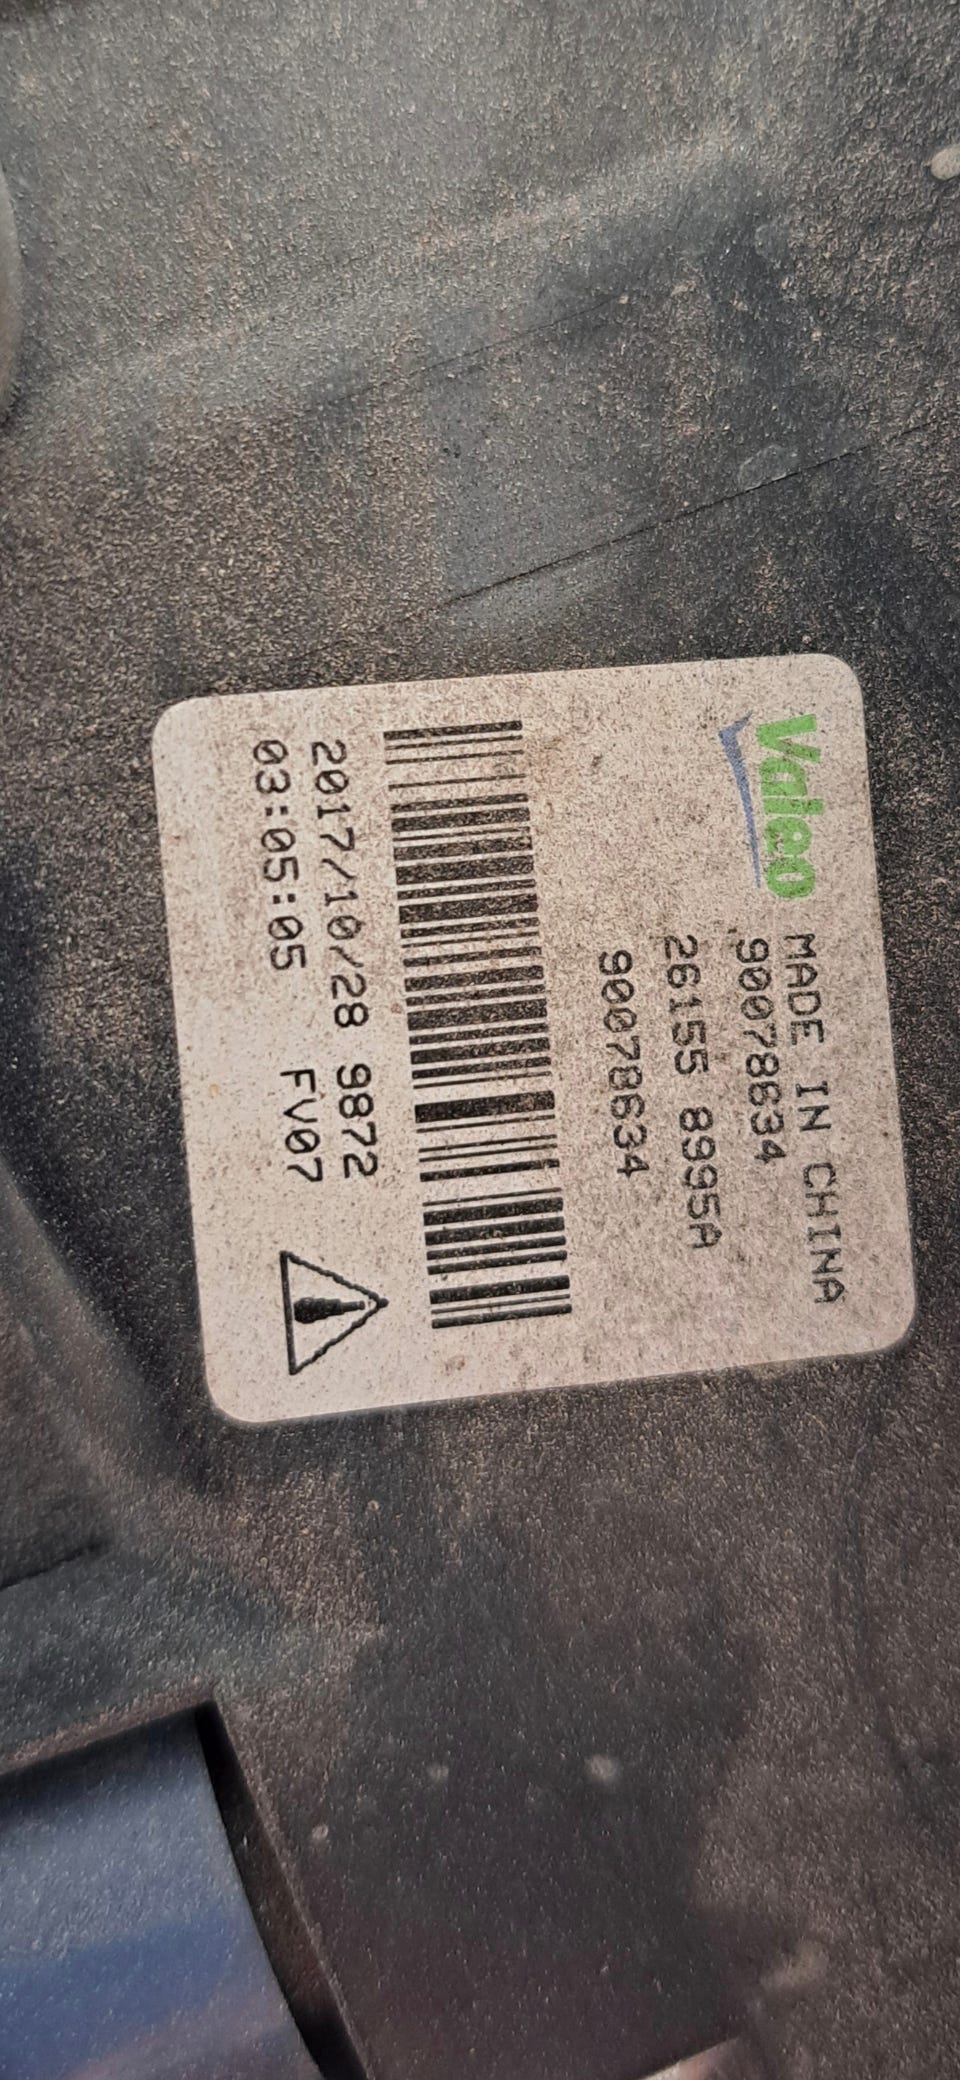 Valeo
MADE IN CHINA
90078634
26155 8995A
90078634
2017/10/28 9872
03:05:05 FV07